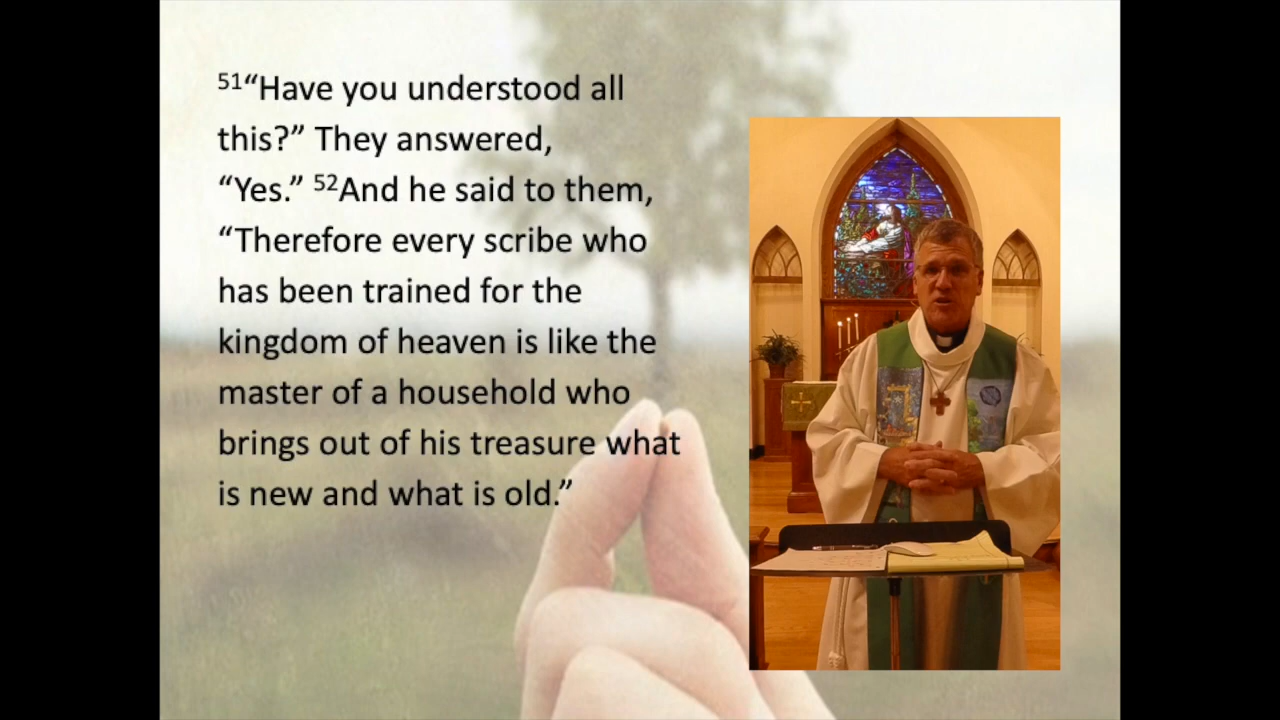 ⁵¹“Have you understood all
this?” They answered,
“Yes.” ⁵²And he said to them,
“Therefore every scribe who
has been trained for the
kingdom of heaven is like the
master of a household who
brings out of his treasure what
is new and what is old.”